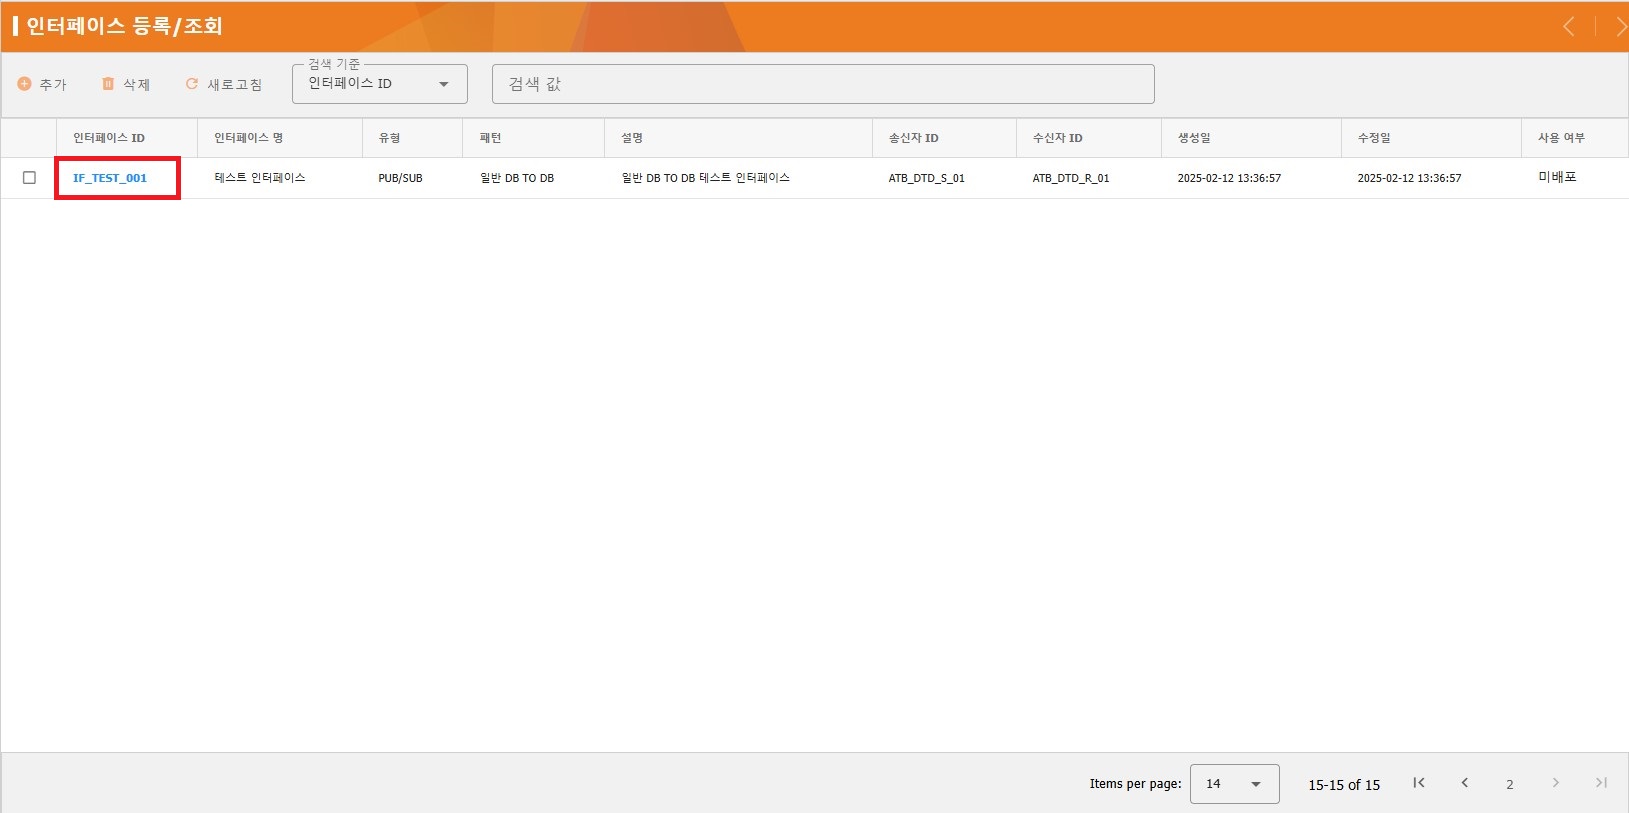 인터페이스 등록/조회
추가 삭제 새로고침 검색 기준 인터페이스 ID 검색 값
인터페이스 ID 인터페이스 명 유형 패턴 설명 송신자 ID 수신자 ID 생성일 수정일 사용 여부
IF_TEST_001 테스트 인터페이스 PUB/SUB 일반 DB TO DB 일반 DB TO DB 테스트 인터페이스 ATB_DTD_S_01 ATB_DTD_R_01 2025-02-12 13:36:57 2025-02-12 13:36:57 미배포
Items per page: 14 15-15 of 15 2